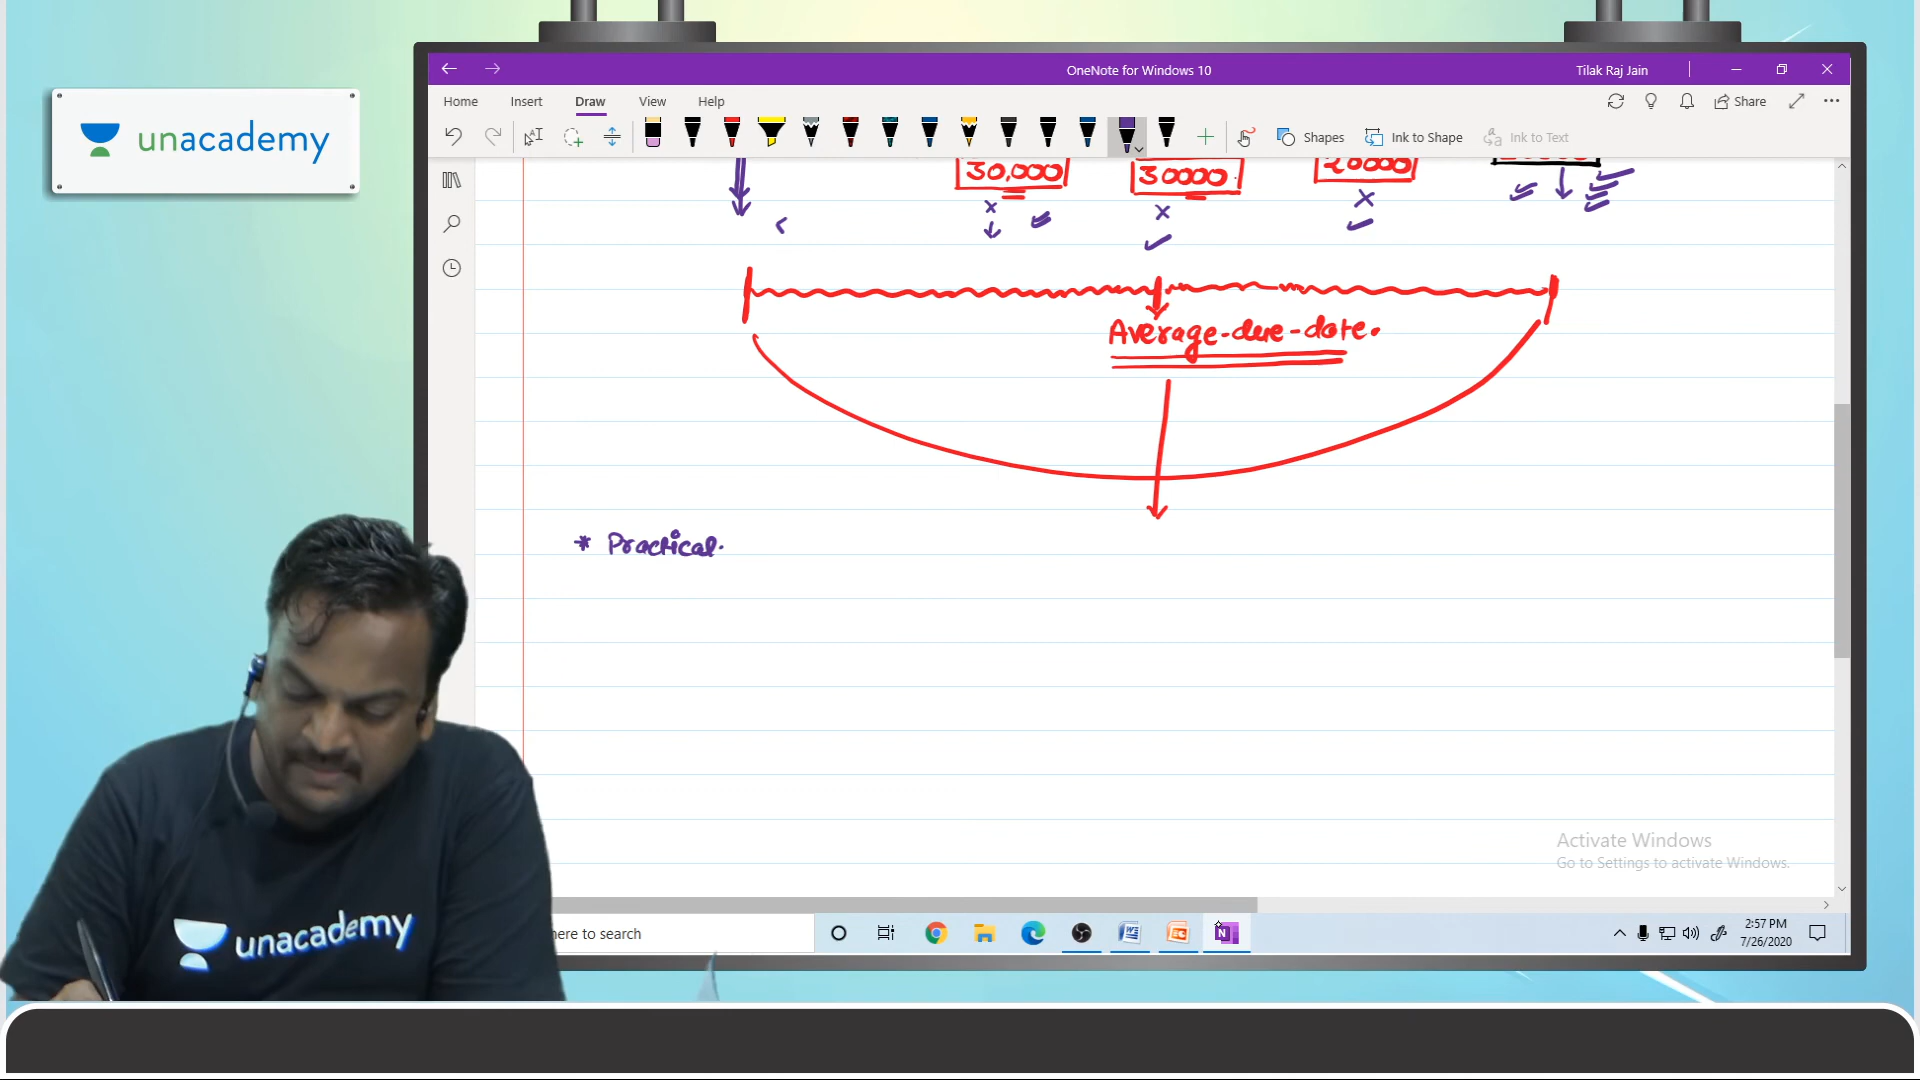 unacademy
OneNote for Windows 10
Tilak Raj Jain
Home Insert Draw View Help
Share
Shapes Ink to Shape Ink to Text
30,000 30000 20000
x x x
Average-due-date.
* Practical.
Activate Windows
Go to Settings to activate Windows.
here to search
2:57 PM
7/26/2020
unacademy